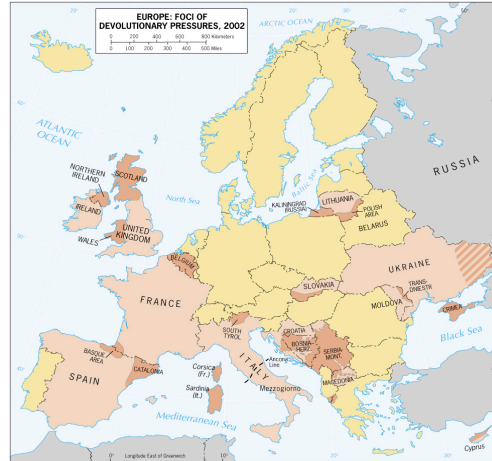 EUROPE: FOCI OF
DEVOLUTIONARY PRESSURES, 2002
0 200 400 600 800 Kilometers
0 100 200 300 400 500 Miles
ARCTIC OCEAN
ATLANTIC
OCEAN
RUSSIA
NORTHERN
IRELAND
SCOTLAND
North Sea
Baltic Sea
IRELAND
KALININGRAD
(RUSSIA)
LITHUANIA
POLISH
AREA
WALES
UNITED
KINGDOM
BELARUS
BELGIUM
UKRAINE
SLOVAKIA
TRANS-
DNIESTR
FRANCE
MOLDOVA
CRIMEA
SOUTH
TYROL
CROATIA
BOSNIA-
HERZ.
SERBIA
MONT.
Black Sea
BASQUE
AREA
ITALY
Ancona
Line
CATALONIA
Corsica
(Fr.)
MACEDONIA
SPAIN
Sardinia
(It.)
Mezzogiorno
Mediterranean Sea
Cyprus
Longitude East of Greenwich